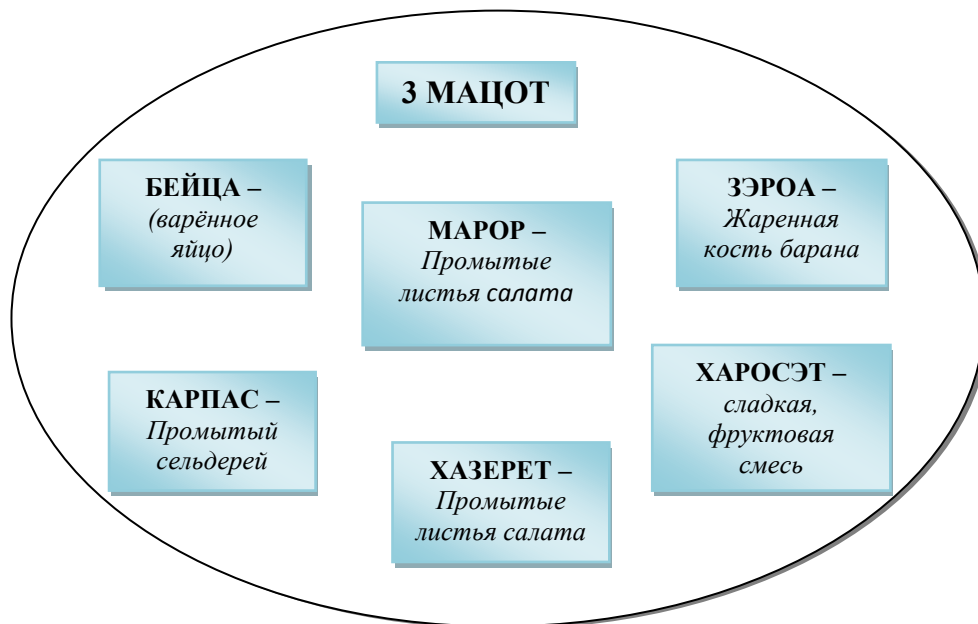 3 МАЦОТ
БЕЙЦА –
(варённое
яйцо)
МАРОР –
Промытые
листья салата
ЗЭРОА –
Жаренная
кость барана
КАРПАС –
Промытый
сельдерей
ХАЗЕРЕТ –
Промытые
листья салата
ХАРОСЭТ –
сладкая,
фруктовая
смесь